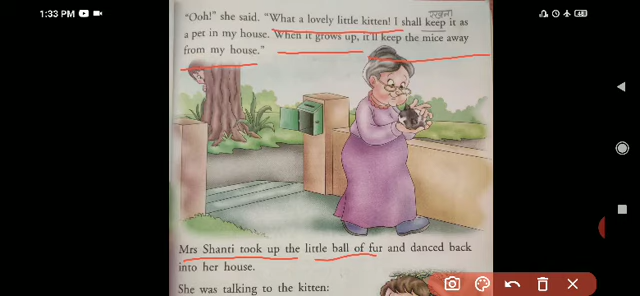 1:33 PM
रखना
"Ooh!" she said. "What a lovely little kitten! I shall keep it as
a pet in my house. When it grows up, it'll keep the mice away
from my house."
Mrs Shanti took up the little ball of fur and danced back
into her house.
She was talking to the kitten: